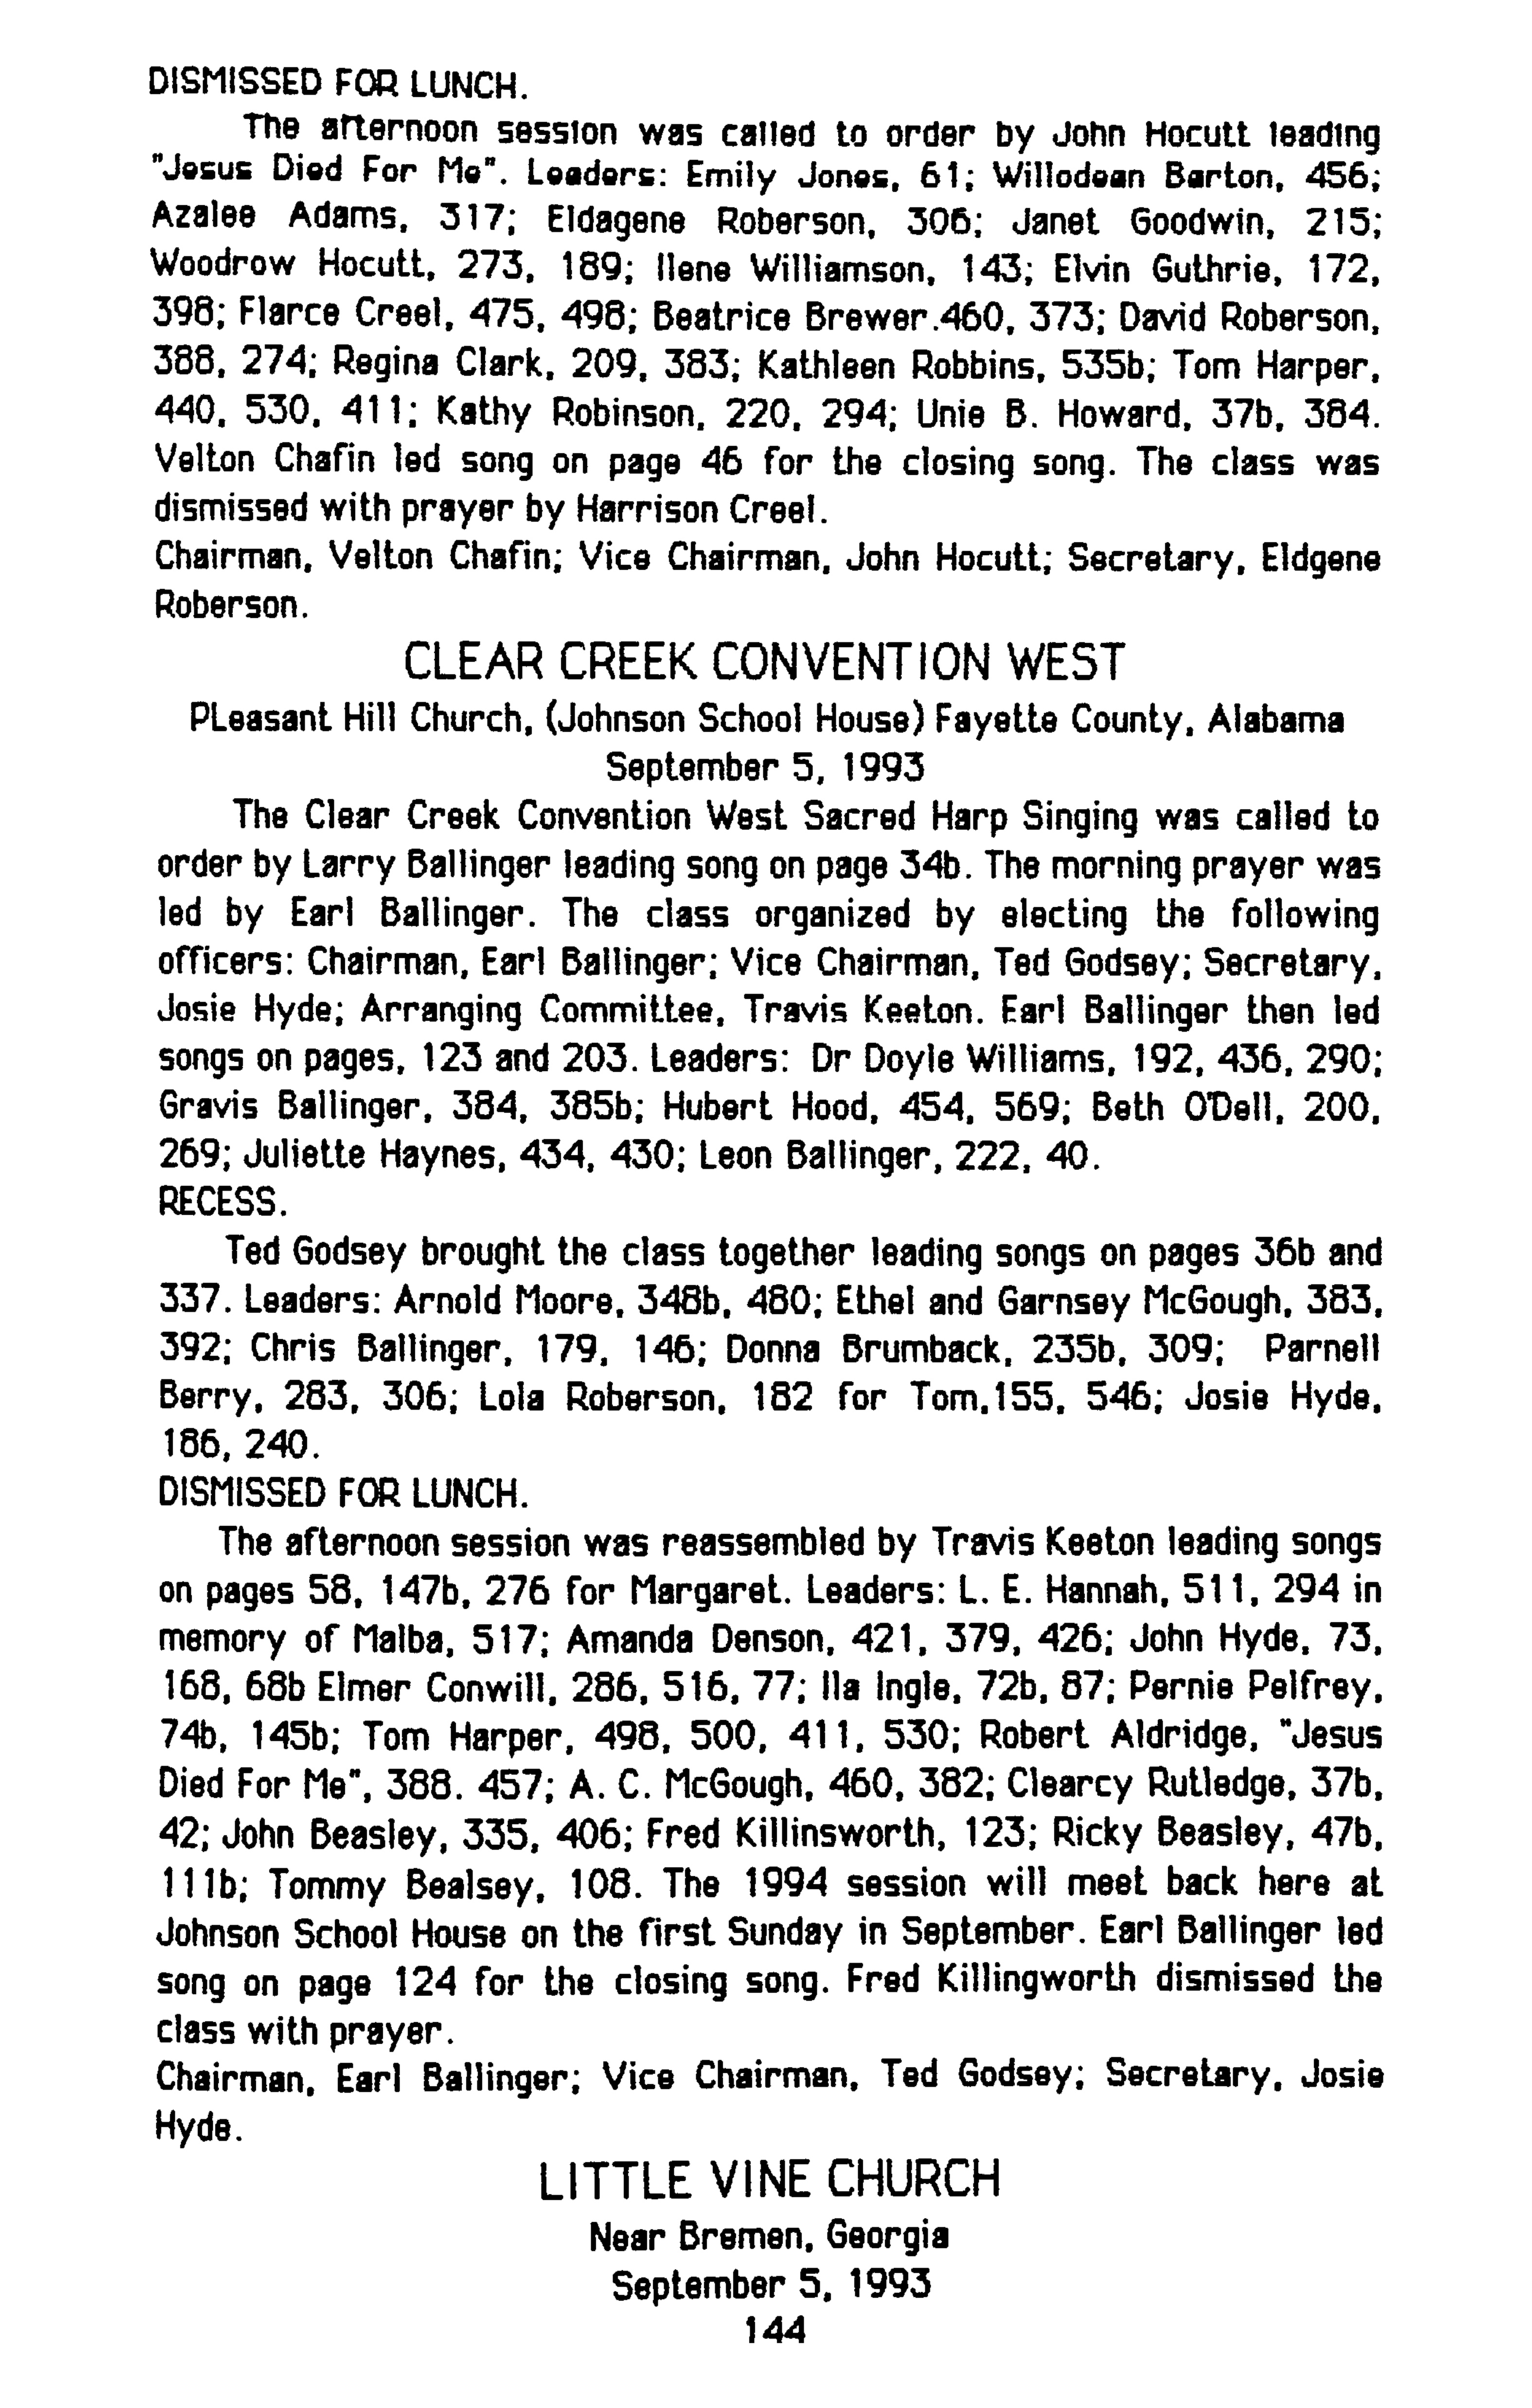 DISMISSED FOR LUNCH.
The afternoon session was called to order by John Hocutt leading
"Jesus Died For Me". Leaders: Emily Jones, 61; Willodean Barton, 456;
Azalee Adams, 317; Eldagene Roberson, 306; Janet Goodwin, 215;
Woodrow Hocutt, 273, 189; Ilene Williamson, 143; Elvin Guthrie, 172,
398; Flarce Creel, 475, 498; Beatrice Brewer.460, 373; David Roberson,
388, 274; Regina Clark, 209, 383; Kathleen Robbins, 535b; Tom Harper,
440, 530, 411; Kathy Robinson, 220, 294; Unie B. Howard, 37b, 384.
Velton Chafin led song on page 46 for the closing song. The class was
dismissed with prayer by Harrison Creel.
Chairman, Velton Chafin; Vice Chairman, John Hocutt; Secretary, Eldgene
Roberson.
CLEAR CREEK CONVENTION WEST
PLeasant Hill Church, (Johnson School House) Fayette County, Alabama
September 5, 1993
The Clear Creek Convention West Sacred Harp Singing was called to
order by Larry Ballinger leading song on page 34b. The morning prayer was
led by Earl Ballinger. The class organized by electing the following
officers: Chairman, Earl Ballinger; Vice Chairman, Ted Godsey; Secretary,
Josie Hyde; Arranging Committee, Travis Keeton. Earl Ballinger then led
songs on pages, 123 and 203. Leaders: Dr Doyle Williams, 192, 436, 290;
Gravis Ballinger, 384, 385b; Hubert Hood, 454, 569; Beth O'Dell, 200,
269; Juliette Haynes, 434, 430; Leon Ballinger, 222, 40.
RECESS.
Ted Godsey brought the class together leading songs on pages 36b and
337. Leaders: Arnold Moore, 348b, 480; Ethel and Garnsey McGough, 383,
392; Chris Ballinger, 179, 146; Donna Brumback, 235b, 309; Parnell
Berry, 283, 306; Lola Roberson, 182 for Tom,155, 546; Josie Hyde,
186, 240.
DISMISSED FOR LUNCH.
The afternoon session was reassembled by Travis Keeton leading songs
on pages 58, 147b, 276 for Margaret. Leaders: L. E. Hannah, 511, 294 in
memory of Malba, 517; Amanda Denson, 421, 379, 426; John Hyde, 73,
168, 68b Elmer Conwill, 286, 516, 77; Ila Ingle, 72b, 87; Pernie Pelfrey,
74b, 145b; Tom Harper, 498, 500, 411, 530; Robert Aldridge, "Jesus
Died For Me", 388. 457; A. C. McGough, 460, 382; Clearcy Rutledge, 37b,
42; John Beasley, 335, 406; Fred Killinsworth, 123; Ricky Beasley, 47b,
111b; Tommy Bealsey, 108. The 1994 session will meet back here at
Johnson School House on the first Sunday in September. Earl Ballinger led
song on page 124 for the closing song. Fred Killingworth dismissed the
class with prayer.
Chairman, Earl Ballinger; Vice Chairman, Ted Godsey; Secretary, Josie
Hyde.
LITTLE VINE CHURCH
Near Bremen, Georgia
September 5, 1993
144